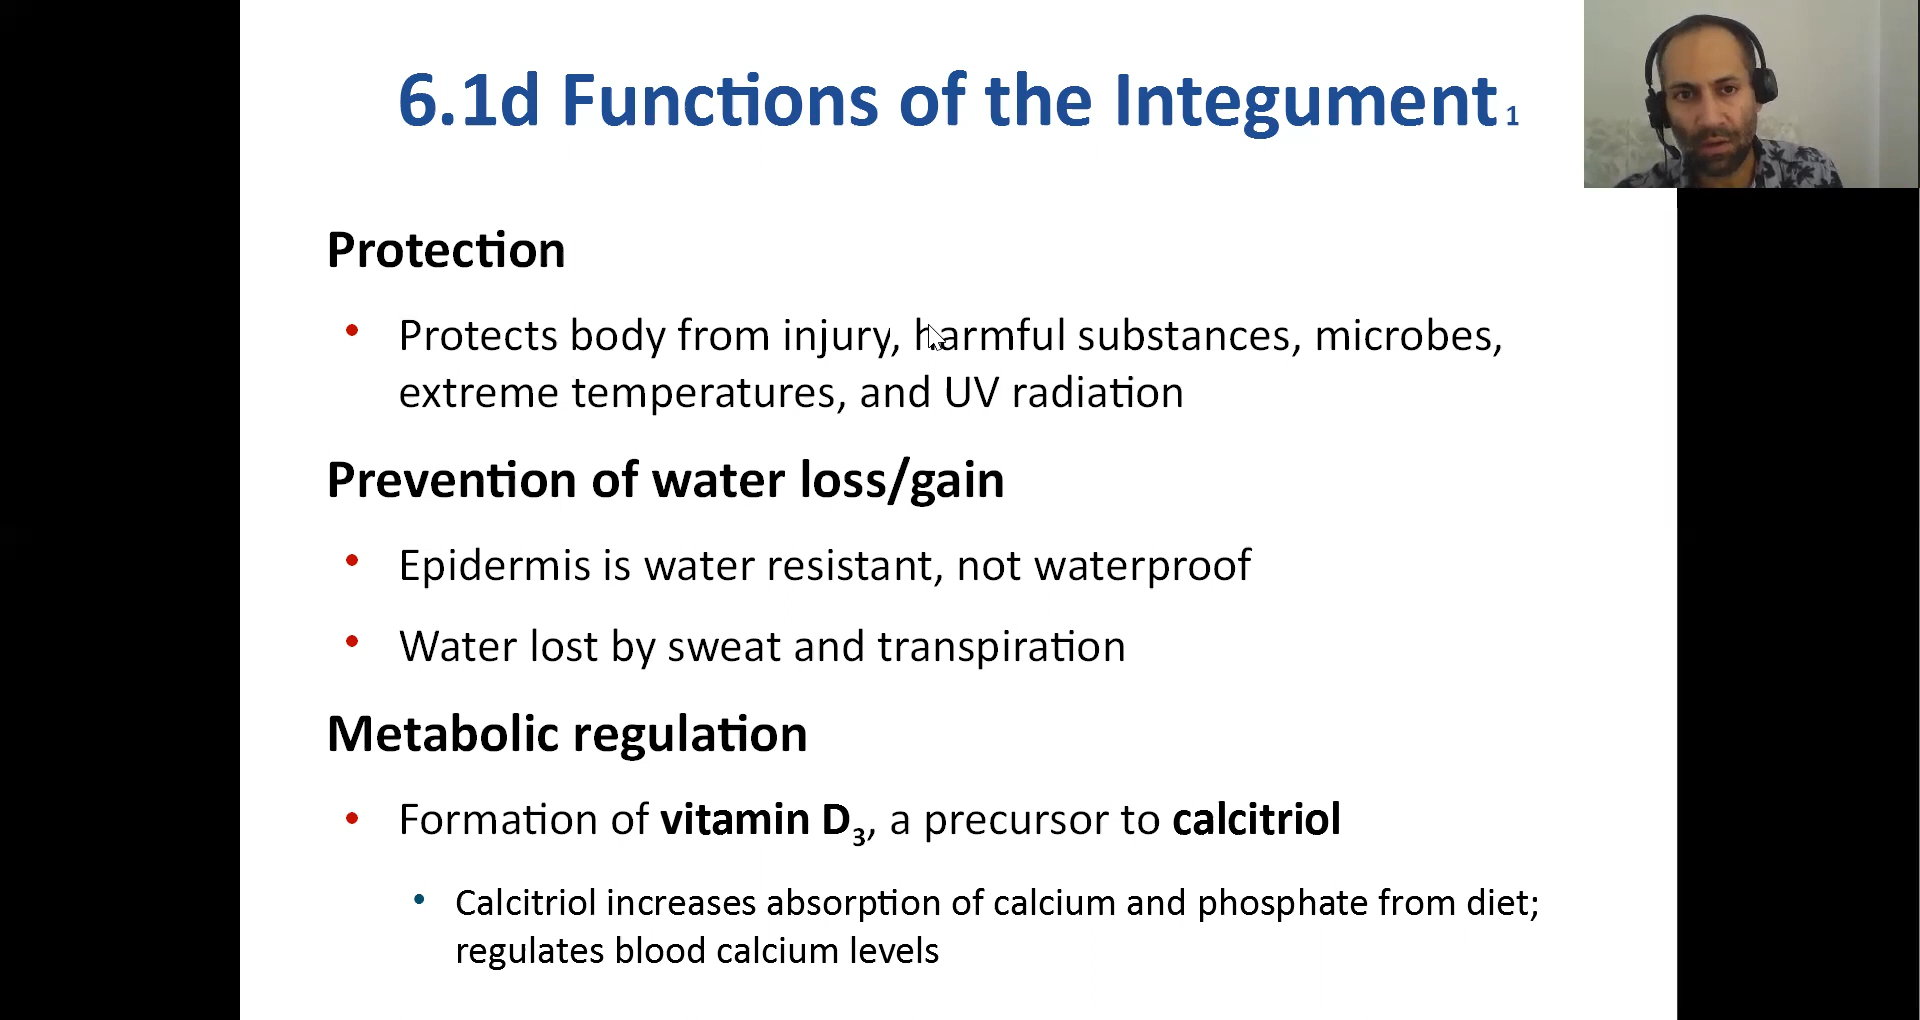 6.1d Functions of the Integument 1
Protection
• Protects body from injury, harmful substances, microbes,
extreme temperatures, and UV radiation
Prevention of water loss/gain
• Epidermis is water resistant, not waterproof
• Water lost by sweat and transpiration
Metabolic regulation
• Formation of vitamin D₃, a precursor to calcitriol
• Calcitriol increases absorption of calcium and phosphate from diet;
regulates blood calcium levels